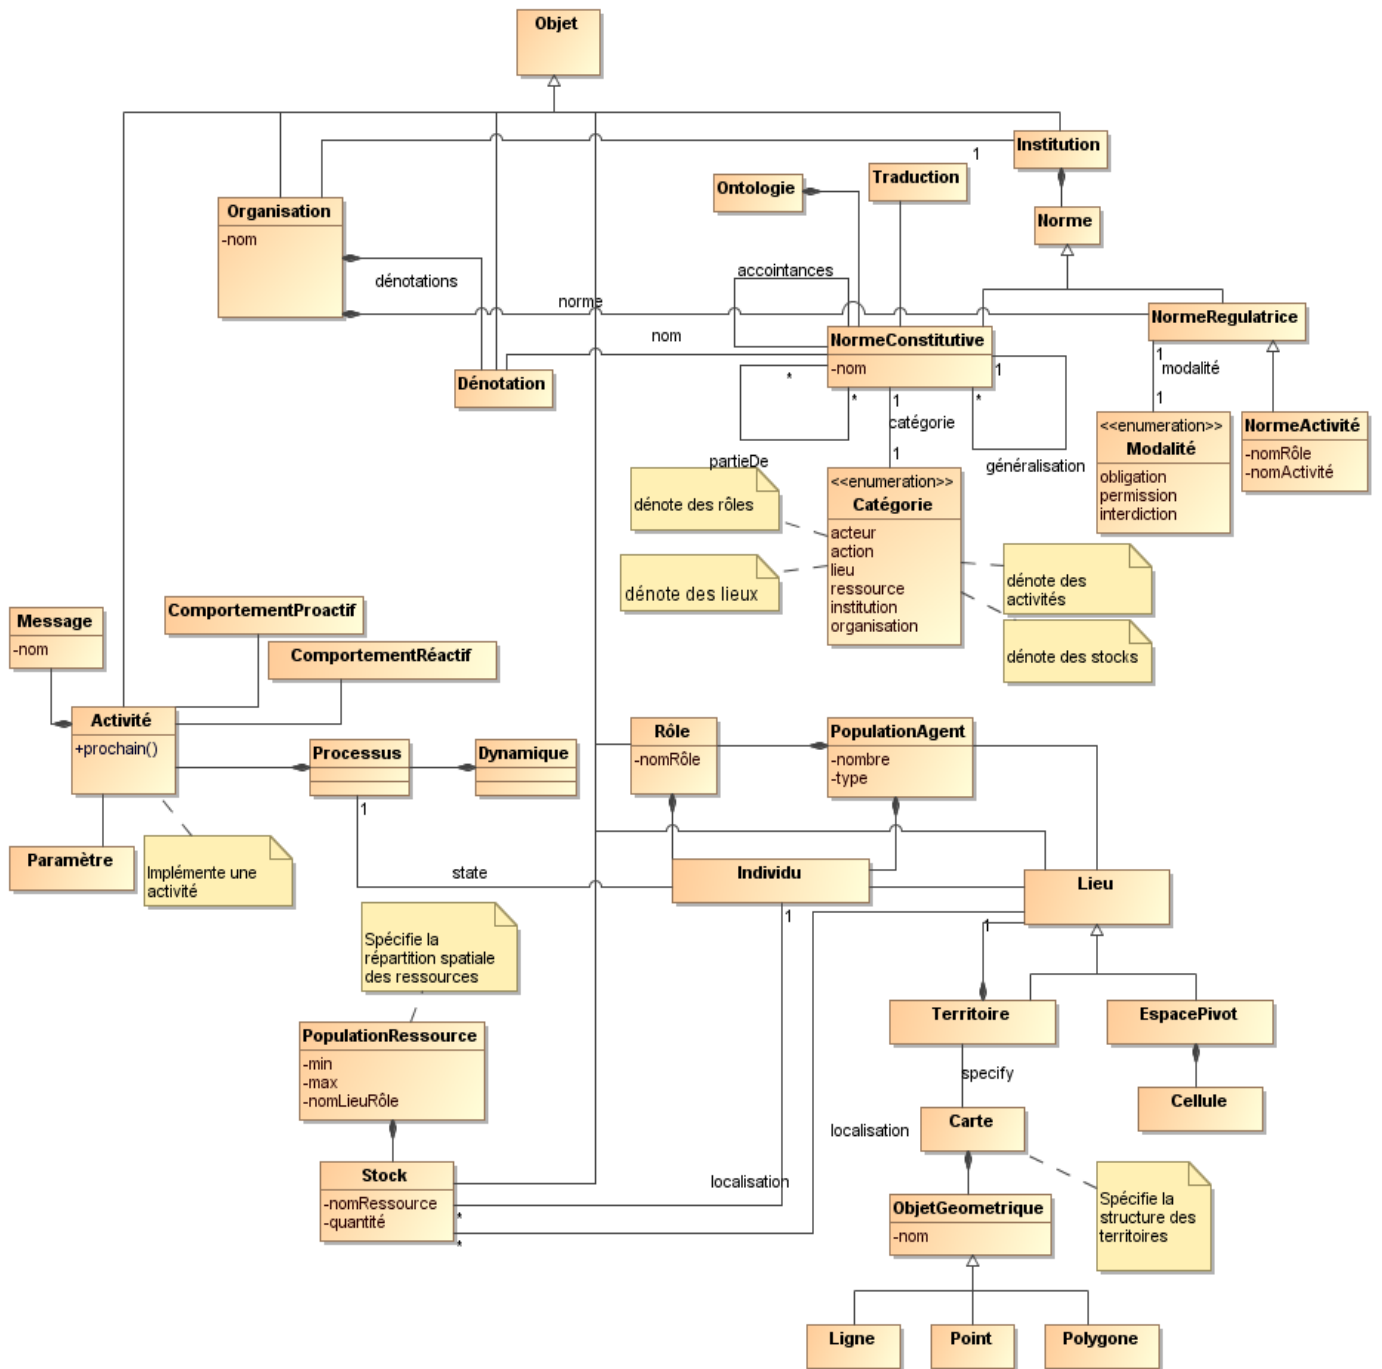 Objet
Institution
1
Traduction
Ontologie
Organisation
-nom
Norme
accointances
dénotations
norme
NormeRegulatrice
nom
NormeConstitutive
-nom
1
modalité
1
Dénotation
*
*
1
catégorie
1
*
1
généralisation
partieDe
<<enumeration>>
Modalité
obligation
permission
interdiction
NormeActivité
-nomRôle
-nomActivité
<<enumeration>>
Catégorie
acteur
action
lieu
ressource
institution
organisation
dénote des rôles
dénote des lieux
dénote des
activités
dénote des stocks
Message
-nom
ComportementProactif
ComportementRéactif
Activité
+prochain()
Processus
1
Dynamique
Rôle
-nomRôle
PopulationAgent
-nombre
-type
Paramètre
Implémente une
activité
state
Individu
1
Lieu
1
Spécifie la
répartition spatiale
des ressources
Territoire
EspacePivot
PopulationRessource
-min
-max
-nomLieuRôle
specify
Cellule
Carte
localisation
Stock
-nomRessource
-quantité
localisation
*
*
ObjetGeometrique
-nom
Spécifie la
structure des
territoires
Ligne
Point
Polygone